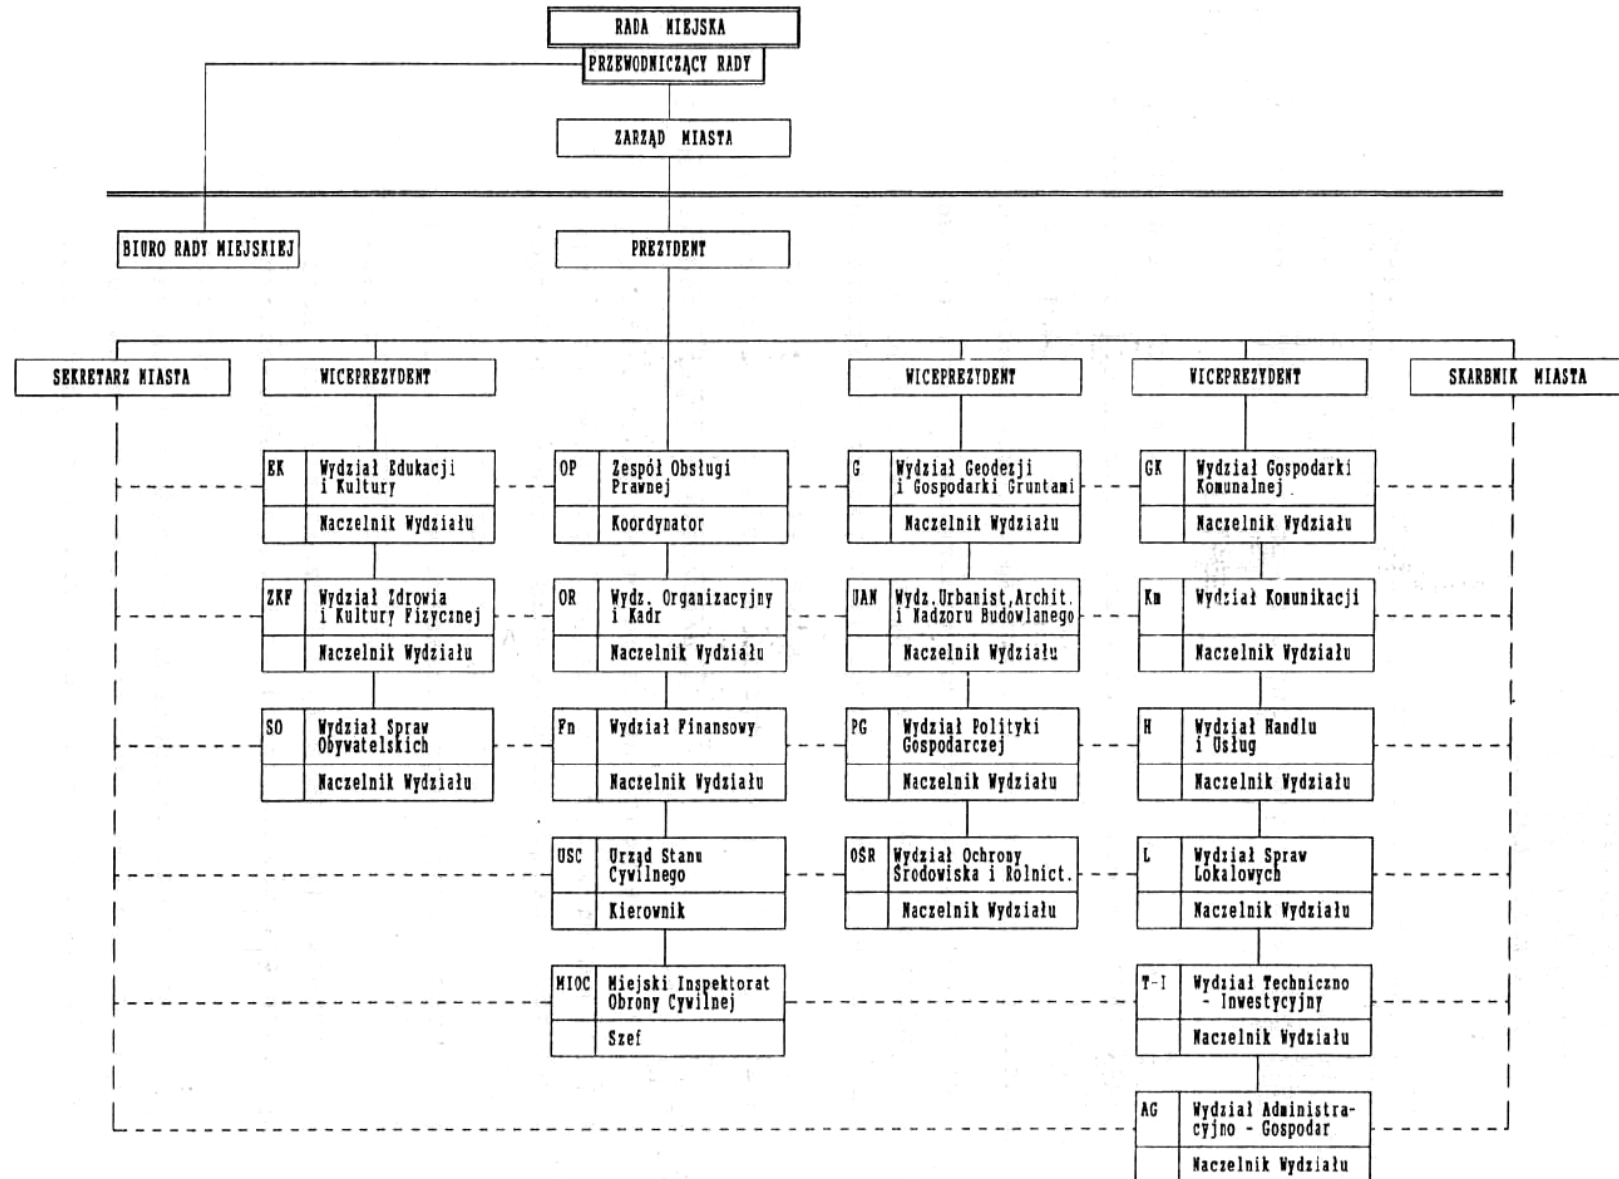 RADA MIEJSKA
PRZEWODNICZĄCY RADY
ZARZĄD MIASTA
BIURO RADY MIEJSKIEJ
PREZYDENT
SEKRETARZ MIASTA
WICEPREZYDENT
WICEPREZYDENT
WICEPREZYDENT
SKARBNIK MIASTA
EK
Wydział Edukacji
i Kultury
Naczelnik Wydziału
ZKF
Wydział Zdrowia
i Kultury Fizycznej
Naczelnik Wydziału
SO
Wydział Spraw
Obywatelskich
Naczelnik Wydziału
OP
Zespół Obsługi
Prawnej
Koordynator
OR
Wydz. Organizacyjny
i Kadr
Naczelnik Wydziału
Fn
Wydział Finansowy
Naczelnik Wydziału
USC
Urząd Stanu
Cywilnego
Kierownik
MIOC
Miejski Inspektorat
Obrony Cywilnej
Szef
G
Wydział Geodezji
i Gospodarki Gruntami
Naczelnik Wydziału
UAN
Wydz.Urbanist,Archit.
i Nadzoru Budowlanego
Naczelnik Wydziału
PG
Wydział Polityki
Gospodarczej
Naczelnik Wydziału
OŚR
Wydział Ochrony
Środowiska i Rolnict.
Naczelnik Wydziału
GK
Wydział Gospodarki
Komunalnej
Naczelnik Wydziału
Km
Wydział Komunikacji
Naczelnik Wydziału
H
Wydział Handlu
i Usług
Naczelnik Wydziału
L
Wydział Spraw
Lokalowych
Naczelnik Wydziału
T-I
Wydział Techniczno
- Inwestycyjny
Naczelnik Wydziału
AG
Wydział Administra-
cyjno - Gospodar
Naczelnik Wydziału